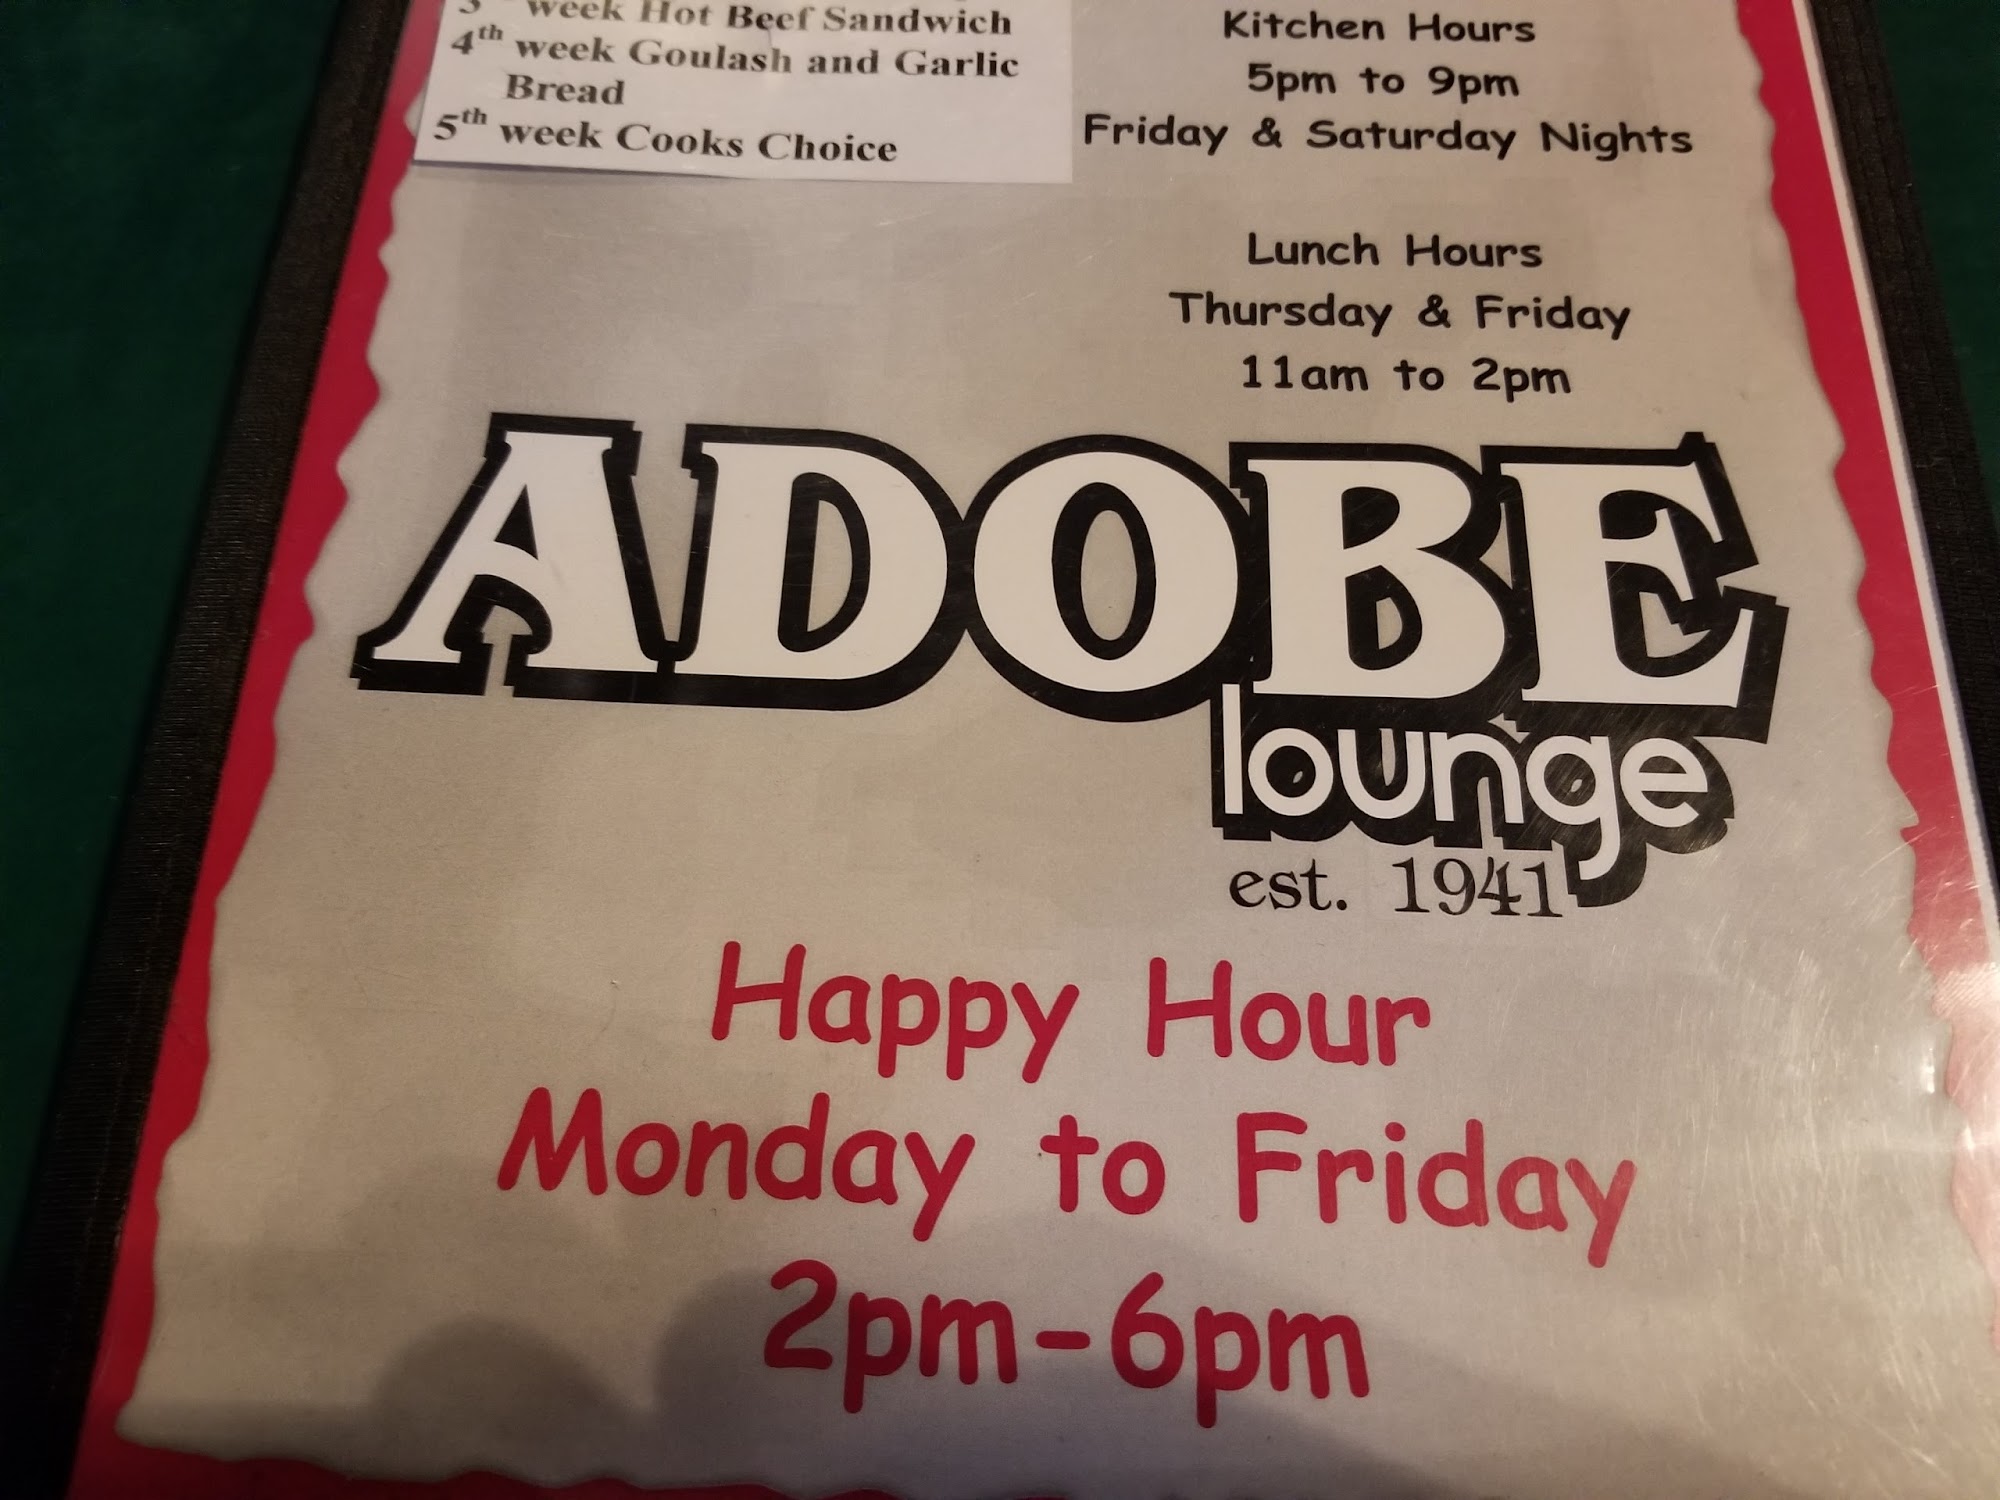 3rd week Hot Beef Sandwich
4th week Goulash and Garlic
Bread
5th week Cooks Choice
Kitchen Hours
5pm to 9pm
Friday & Saturday Nights
Lunch Hours
Thursday & Friday
11am to 2pm
ADOBE
lounge
est. 1941
Happy Hour
Monday to Friday
2pm-6pm